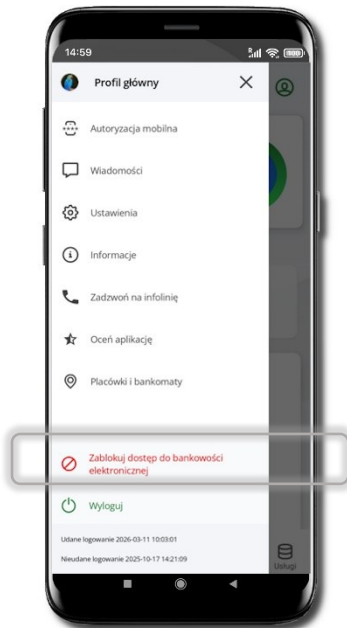 14:59
Profil główny
Autoryzacja mobilna
Wiadomości
Ustawienia
Informacje
Zadzwoń na infolinię
Oceń aplikację
Placówki i bankomaty
Zablokuj dostęp do bankowości
elektronicznej
Wyloguj
Udane logowanie 2026-03-11 10:03:01
Nieudane logowanie 2025-10-17 14:21:09
Usługi